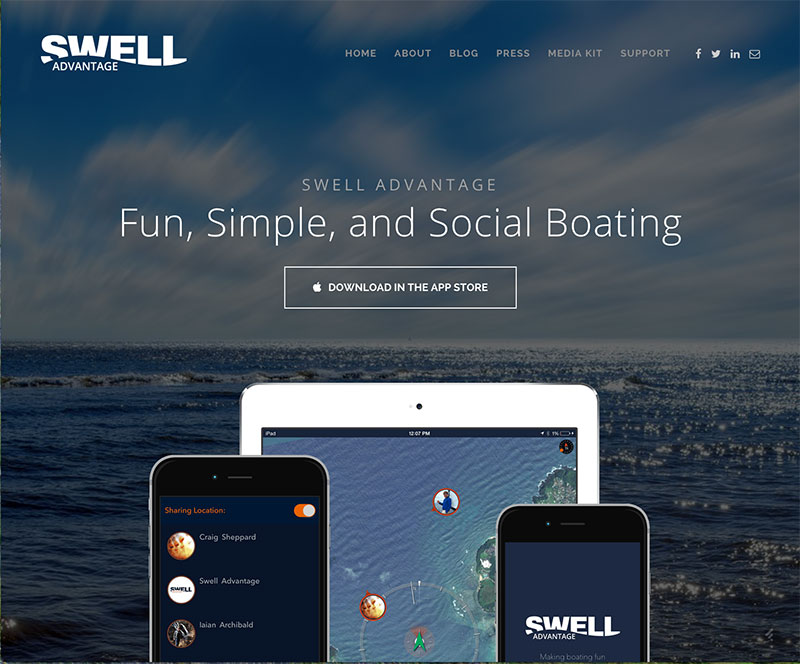 SWELL
ADVANTAGE
HOME ABOUT BLOG PRESS MEDIA KIT SUPPORT
SWELL ADVANTAGE
Fun, Simple, and Social Boating
DOWNLOAD IN THE APP STORE
iPad 12:07 PM 1%
Sharing Location:
Craig Sheppard
SWELL
Swell Advantage
Iaian Archibald
SWELL
ADVANTAGE
Making boating fun